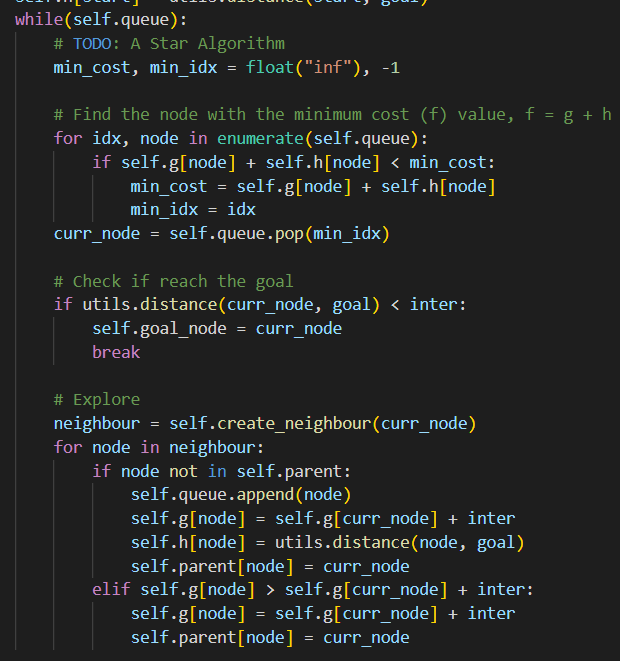 while(self.queue):
# TODO: A Star Algorithm
min_cost, min_idx = float("inf"), -1
# Find the node with the minimum cost (f) value, f = g + h
for idx, node in enumerate(self.queue):
if self.g[node] + self.h[node] < min_cost:
min_cost = self.g[node] + self.h[node]
min_idx = idx
curr_node = self.queue.pop(min_idx)
# Check if reach the goal
if utils.distance(curr_node, goal) < inter:
self.goal_node = curr_node
break
# Explore
neighbour = self.create_neighbour(curr_node)
for node in neighbour:
if node not in self.parent:
self.queue.append(node)
self.g[node] = self.g[curr_node] + inter
self.h[node] = utils.distance(node, goal)
self.parent[node] = curr_node
elif self.g[node] > self.g[curr_node] + inter:
self.g[node] = self.g[curr_node] + inter
self.parent[node] = curr_node